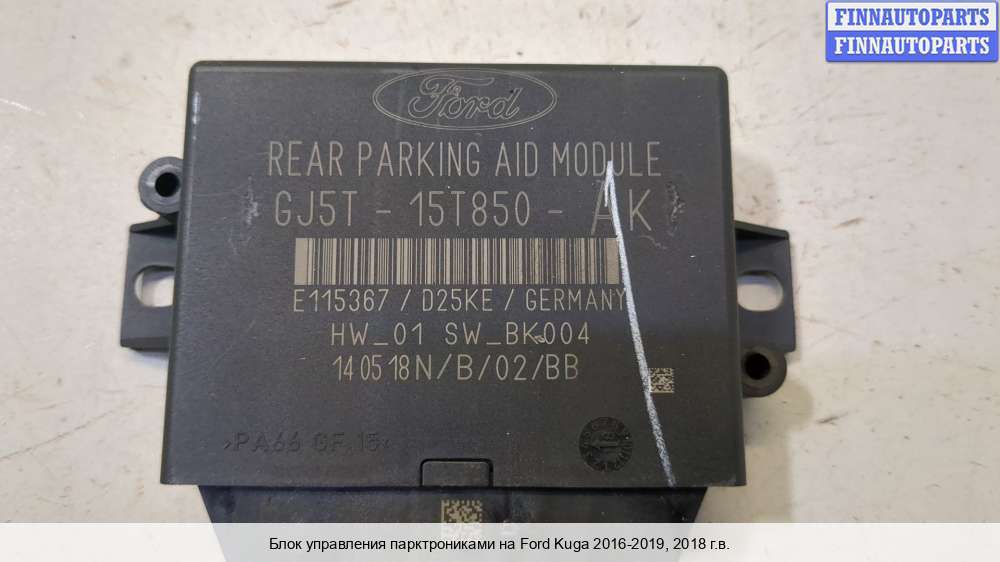 FINNAUTOPARTS
FINNAUTOPARTS
Ford
REAR PARKING AID MODULE
GJ5T - 15T850 - AK
E115367 / D25KE / GERMANY
HW_01 SW_BK004
140518N/B/02/BB
>PA66 GF 15<
Блок управления парктрониками на Ford Kuga 2016-2019, 2018 г.в.